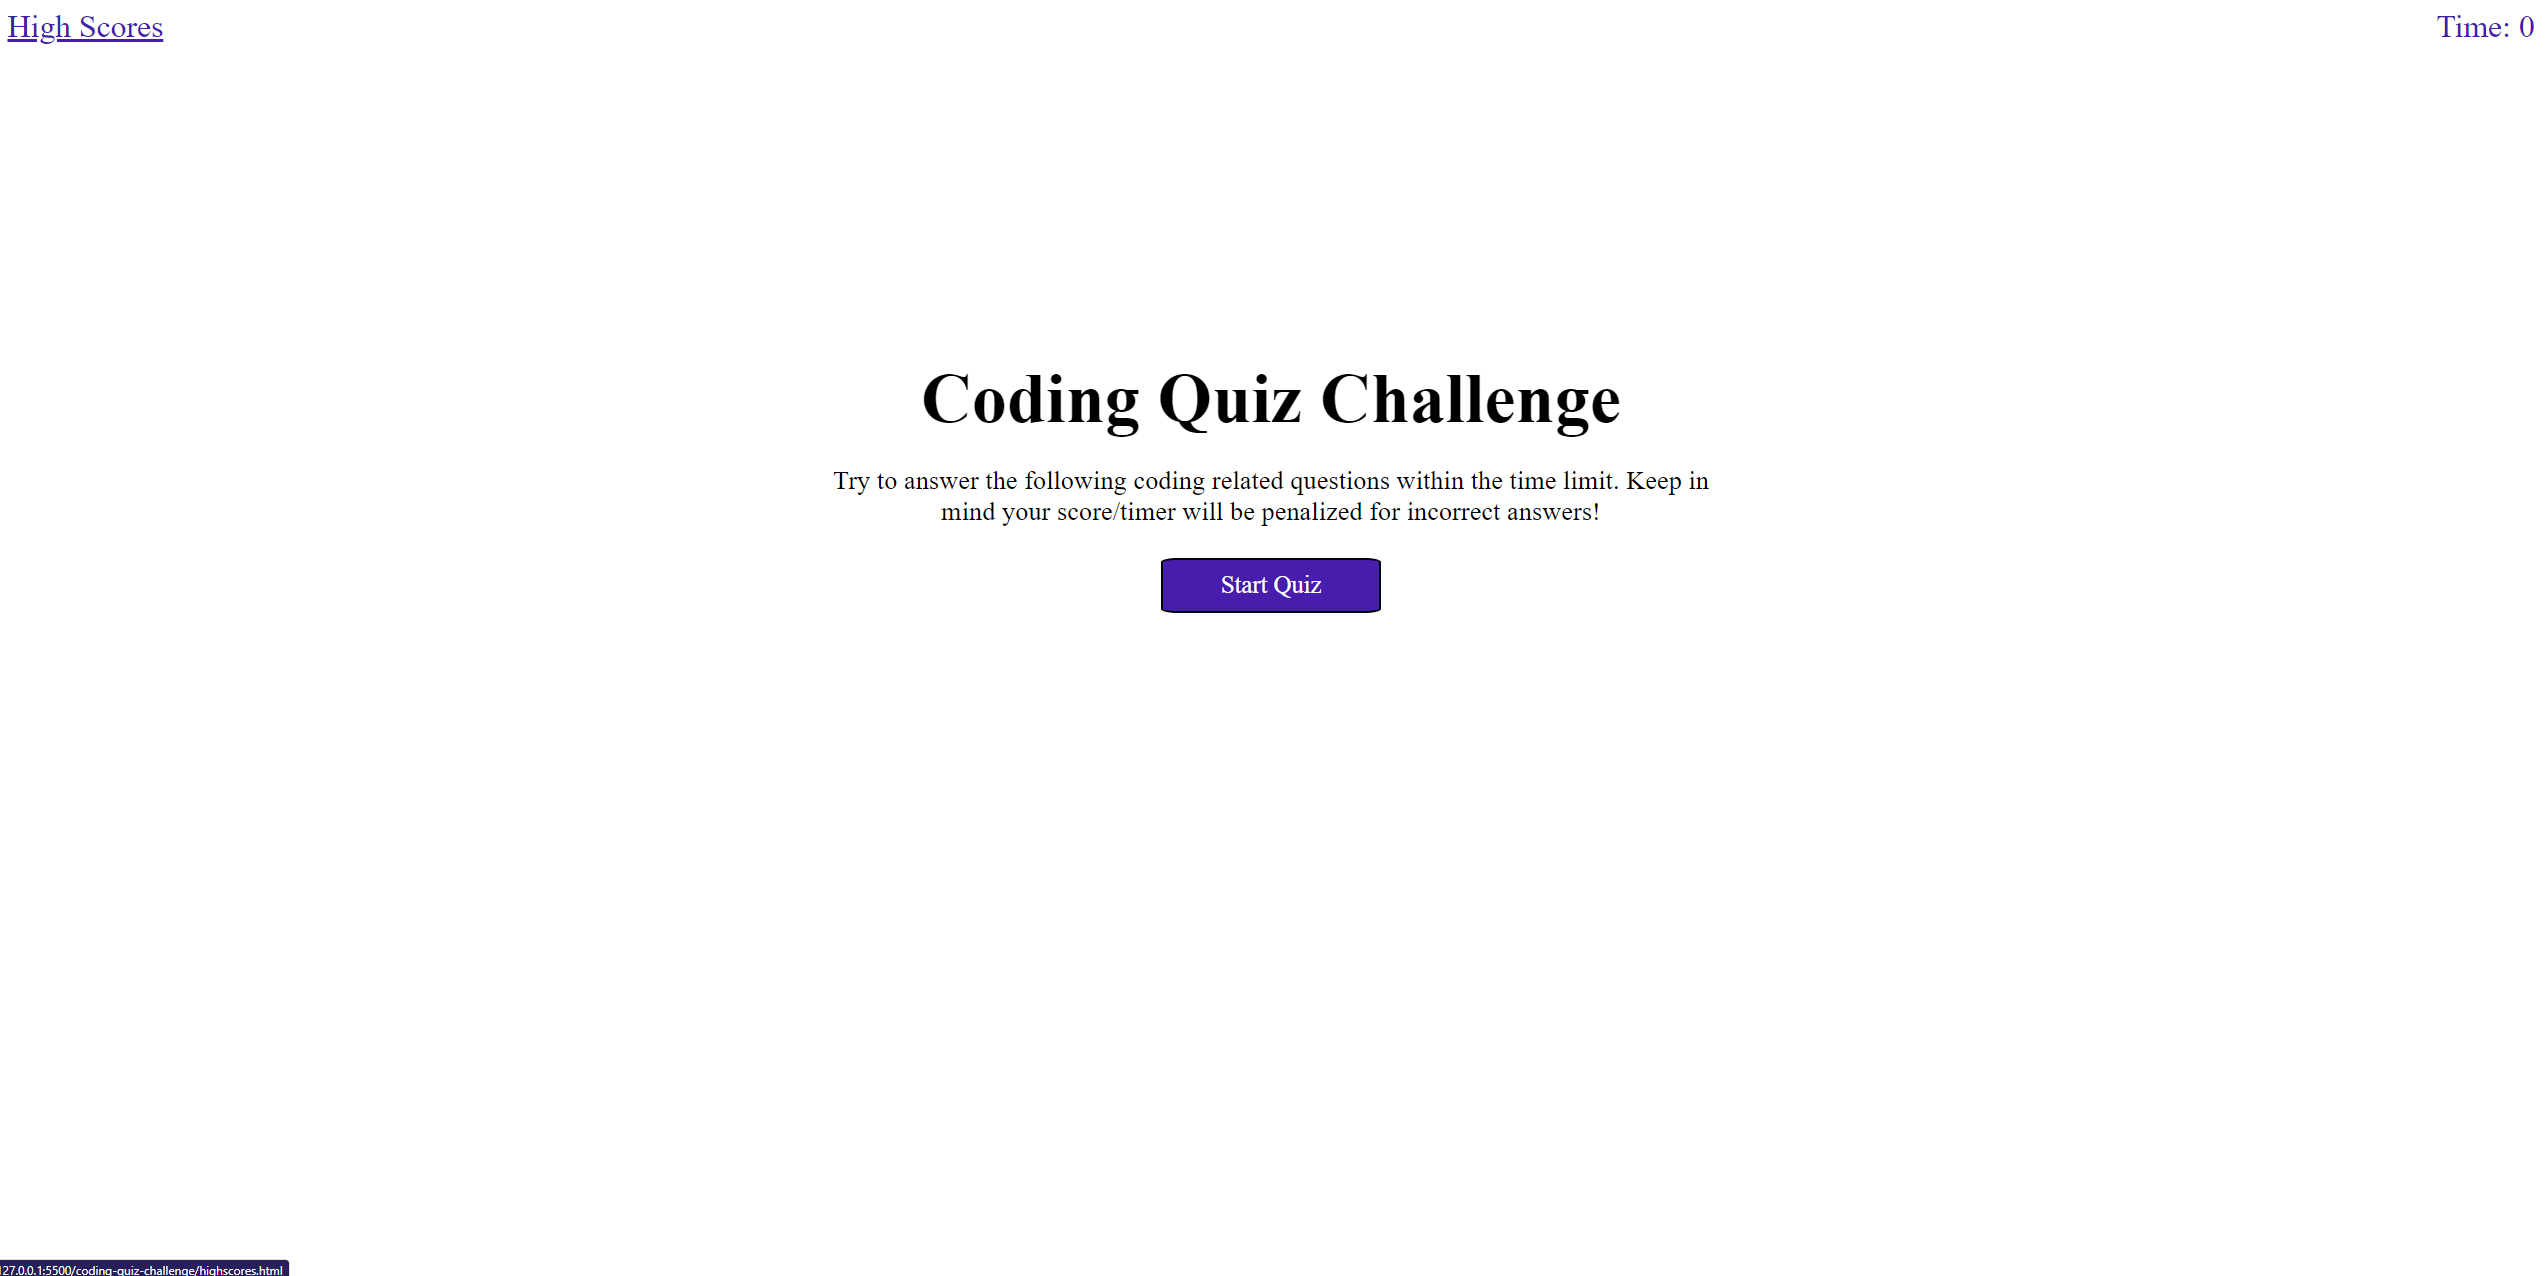 High Scores
Time: 0
Coding Quiz Challenge
Try to answer the following coding related questions within the time limit. Keep in
mind your score/timer will be penalized for incorrect answers!
Start Quiz
127.0.0.1:5500/coding-quiz-challenge/highscores.html